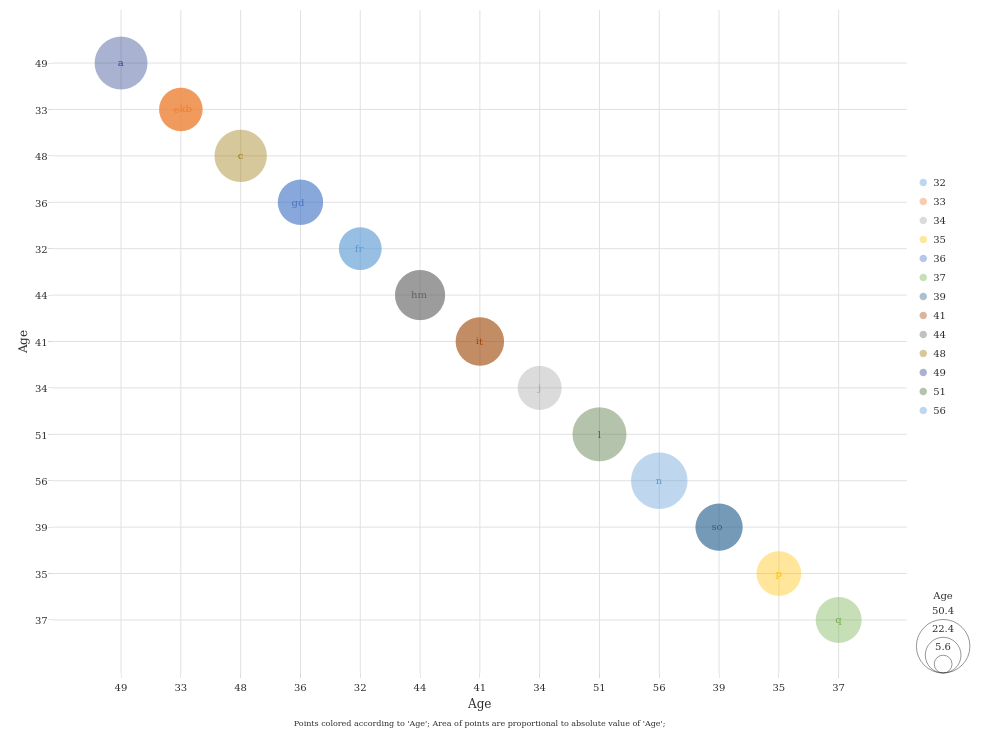 49
a
33
48
c
36
gd
32
fr
44
hm
41
it
34
j
51
l
56
n
39
so
35
p
37
q
Age
49 33 48 36 32 44 41 34 51 56 39 35 37
Age
Points colored according to 'Age'; Area of points are proportional to absolute value of 'Age';
32
33
34
35
36
37
39
41
44
48
49
51
56
Age
50.4
22.4
5.6